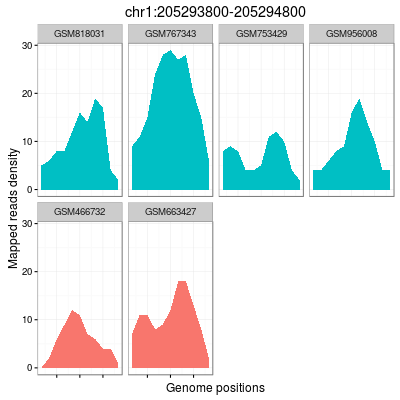 chr1:205293800-205294800
GSM818031 GSM767343 GSM753429 GSM956008
30
20
10
0
GSM466732 GSM663427
30
20
10
0
Mapped reads density
Genome positions